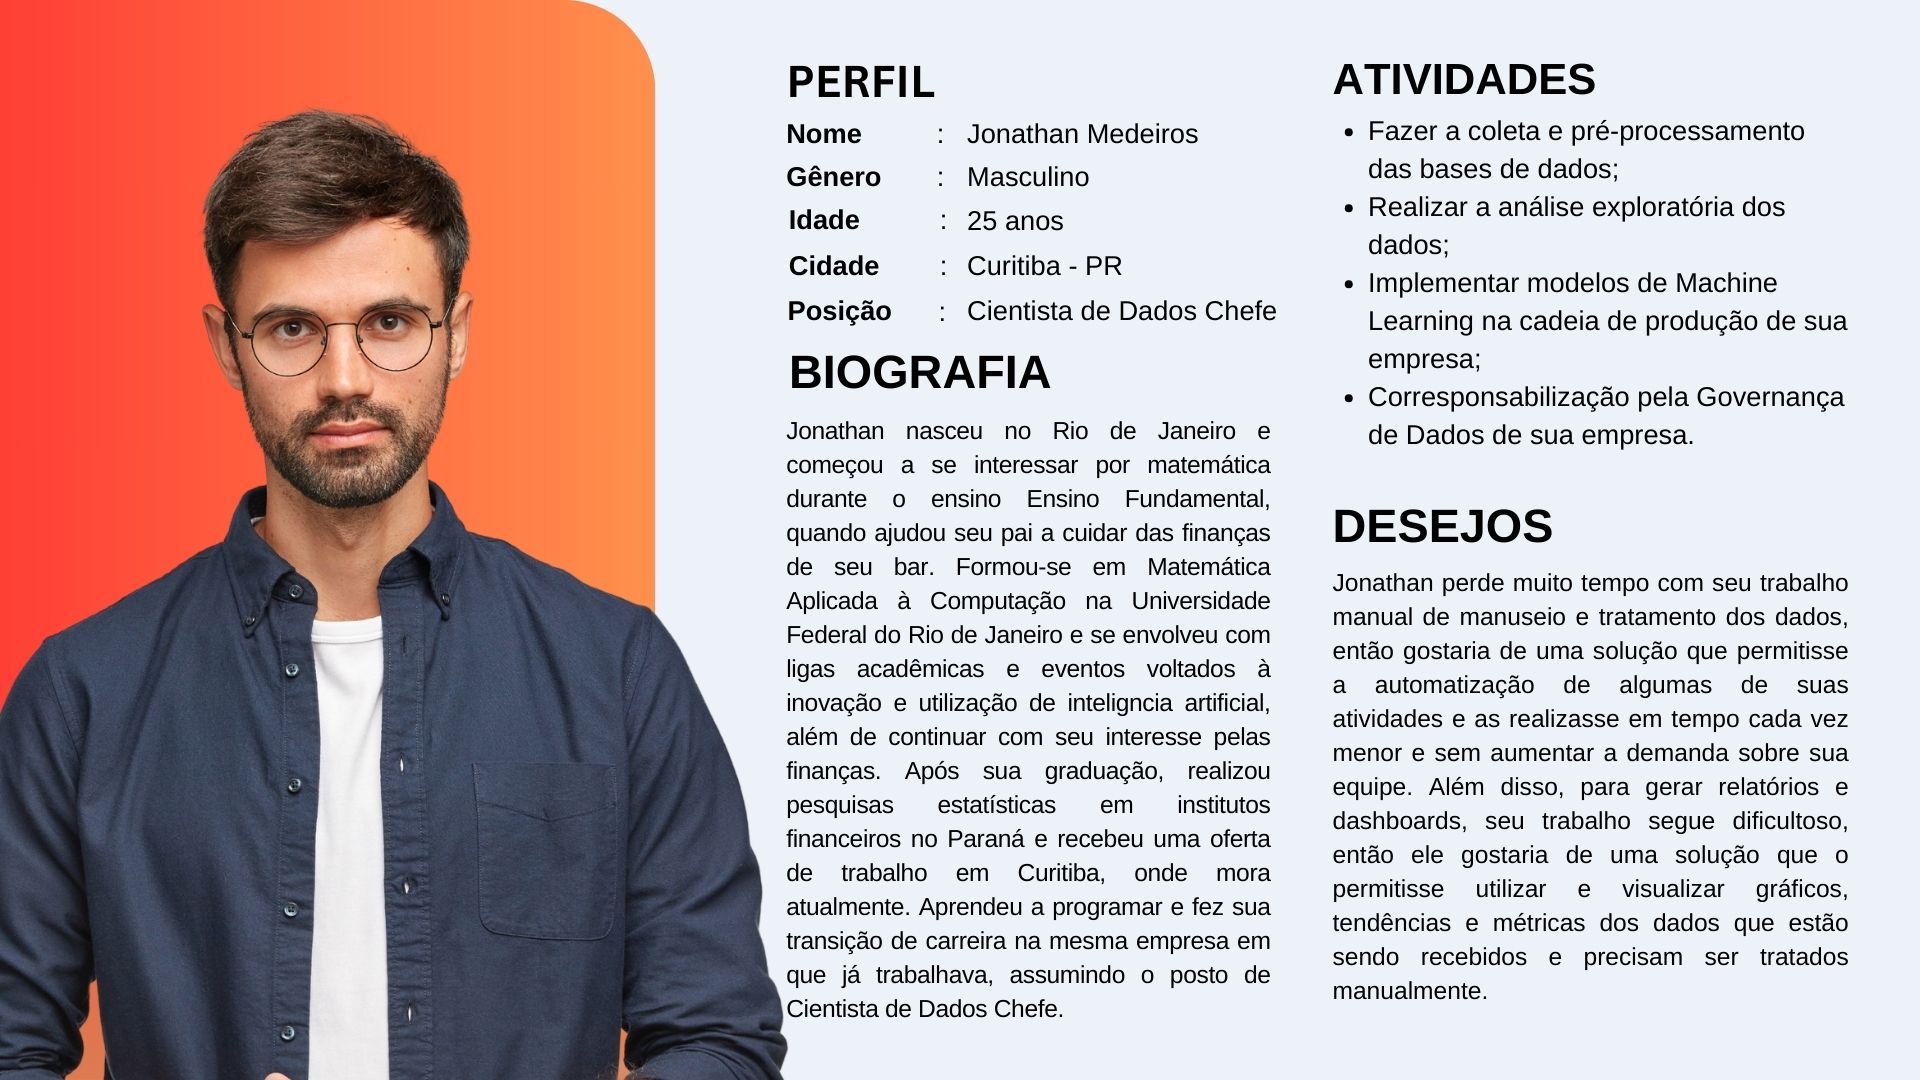 PERFIL
Nome : Jonathan Medeiros
Gênero : Masculino
Idade : 25 anos
Cidade : Curitiba - PR
Posição : Cientista de Dados Chefe
BIOGRAFIA
Jonathan nasceu no Rio de Janeiro e
começou a se interessar por matemática
durante o ensino Ensino Fundamental,
quando ajudou seu pai a cuidar das finanças
de seu bar. Formou-se em Matemática
Aplicada à Computação na Universidade
Federal do Rio de Janeiro e se envolveu com
ligas acadêmicas e eventos voltados à
inovação e utilização de inteligncia artificial,
além de continuar com seu interesse pelas
finanças. Após sua graduação, realizou
pesquisas estatísticas em institutos
financeiros no Paraná e recebeu uma oferta
de trabalho em Curitiba, onde mora
atualmente. Aprendeu a programar e fez sua
transição de carreira na mesma empresa em
que já trabalhava, assumindo o posto de
Cientista de Dados Chefe.
ATIVIDADES
• Fazer a coleta e pré-processamento
das bases de dados;
• Realizar a análise exploratória dos
dados;
• Implementar modelos de Machine
Learning na cadeia de produção de sua
empresa;
• Corresponsabilização pela Governança
de Dados de sua empresa.
DESEJOS
Jonathan perde muito tempo com seu trabalho
manual de manuseio e tratamento dos dados,
então gostaria de uma solução que permitisse
a automatização de algumas de suas
atividades e as realizasse em tempo cada vez
menor e sem aumentar a demanda sobre sua
equipe. Além disso, para gerar relatórios e
dashboards, seu trabalho segue dificultoso,
então ele gostaria de uma solução que o
permitisse utilizar e visualizar gráficos,
tendências e métricas dos dados que estão
sendo recebidos e precisam ser tratados
manualmente.